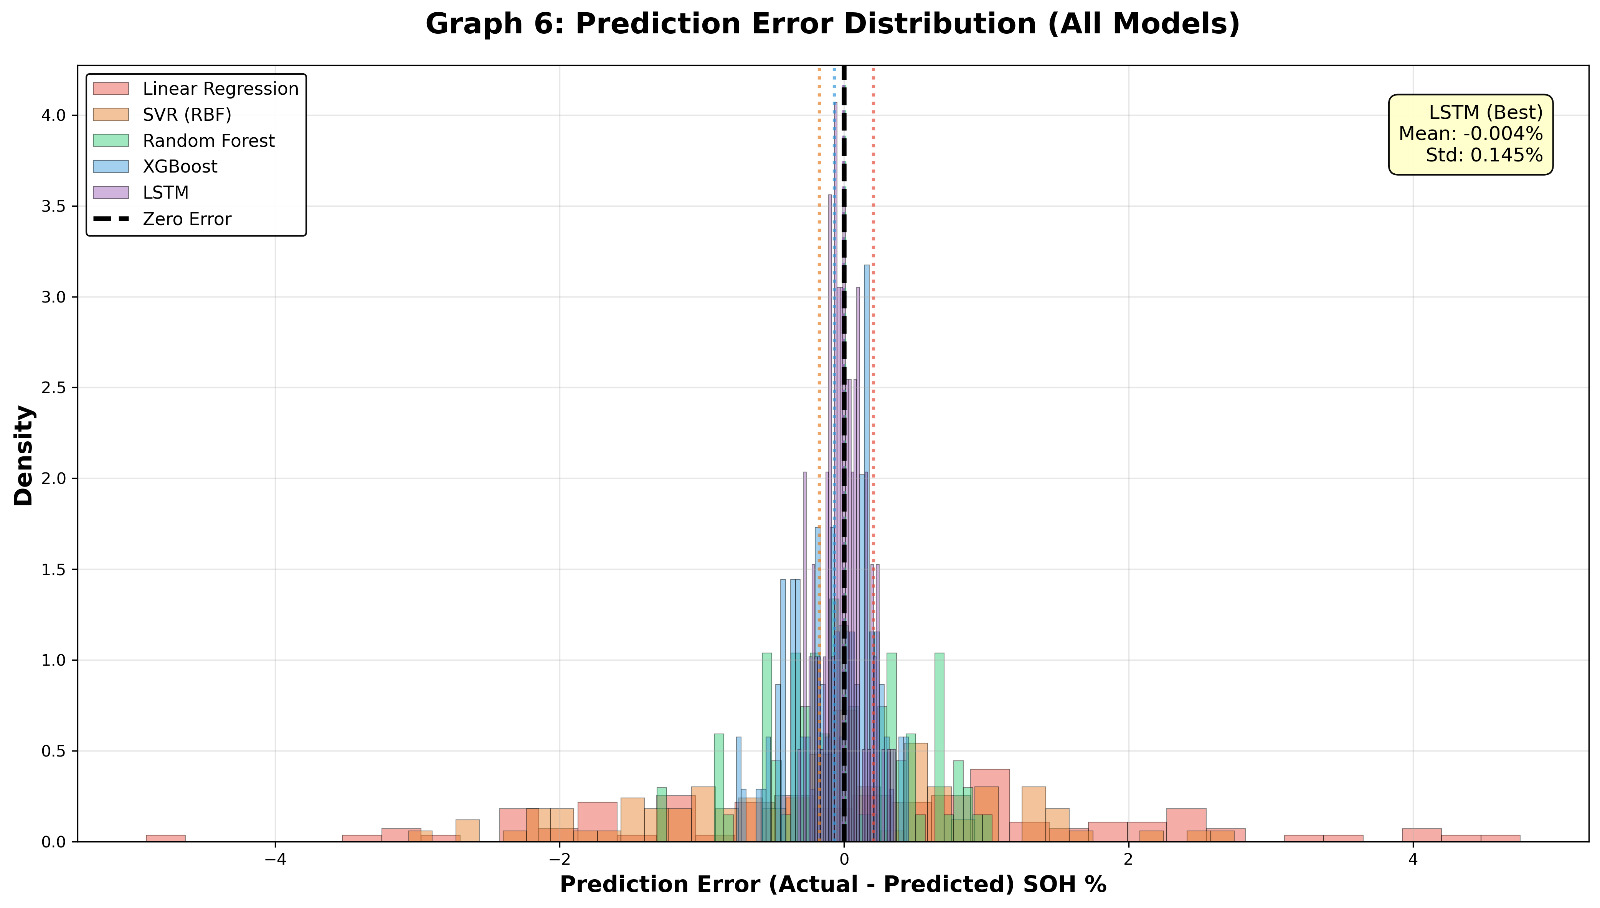 Graph 6: Prediction Error Distribution (All Models)
Linear Regression
SVR (RBF)
Random Forest
XGBoost
LSTM
Zero Error
LSTM (Best)
Mean: -0.004%
Std: 0.145%
Density
4.0
3.5
3.0
2.5
2.0
1.5
1.0
0.5
0.0
−4
−2
0
2
4
Prediction Error (Actual - Predicted) SOH %